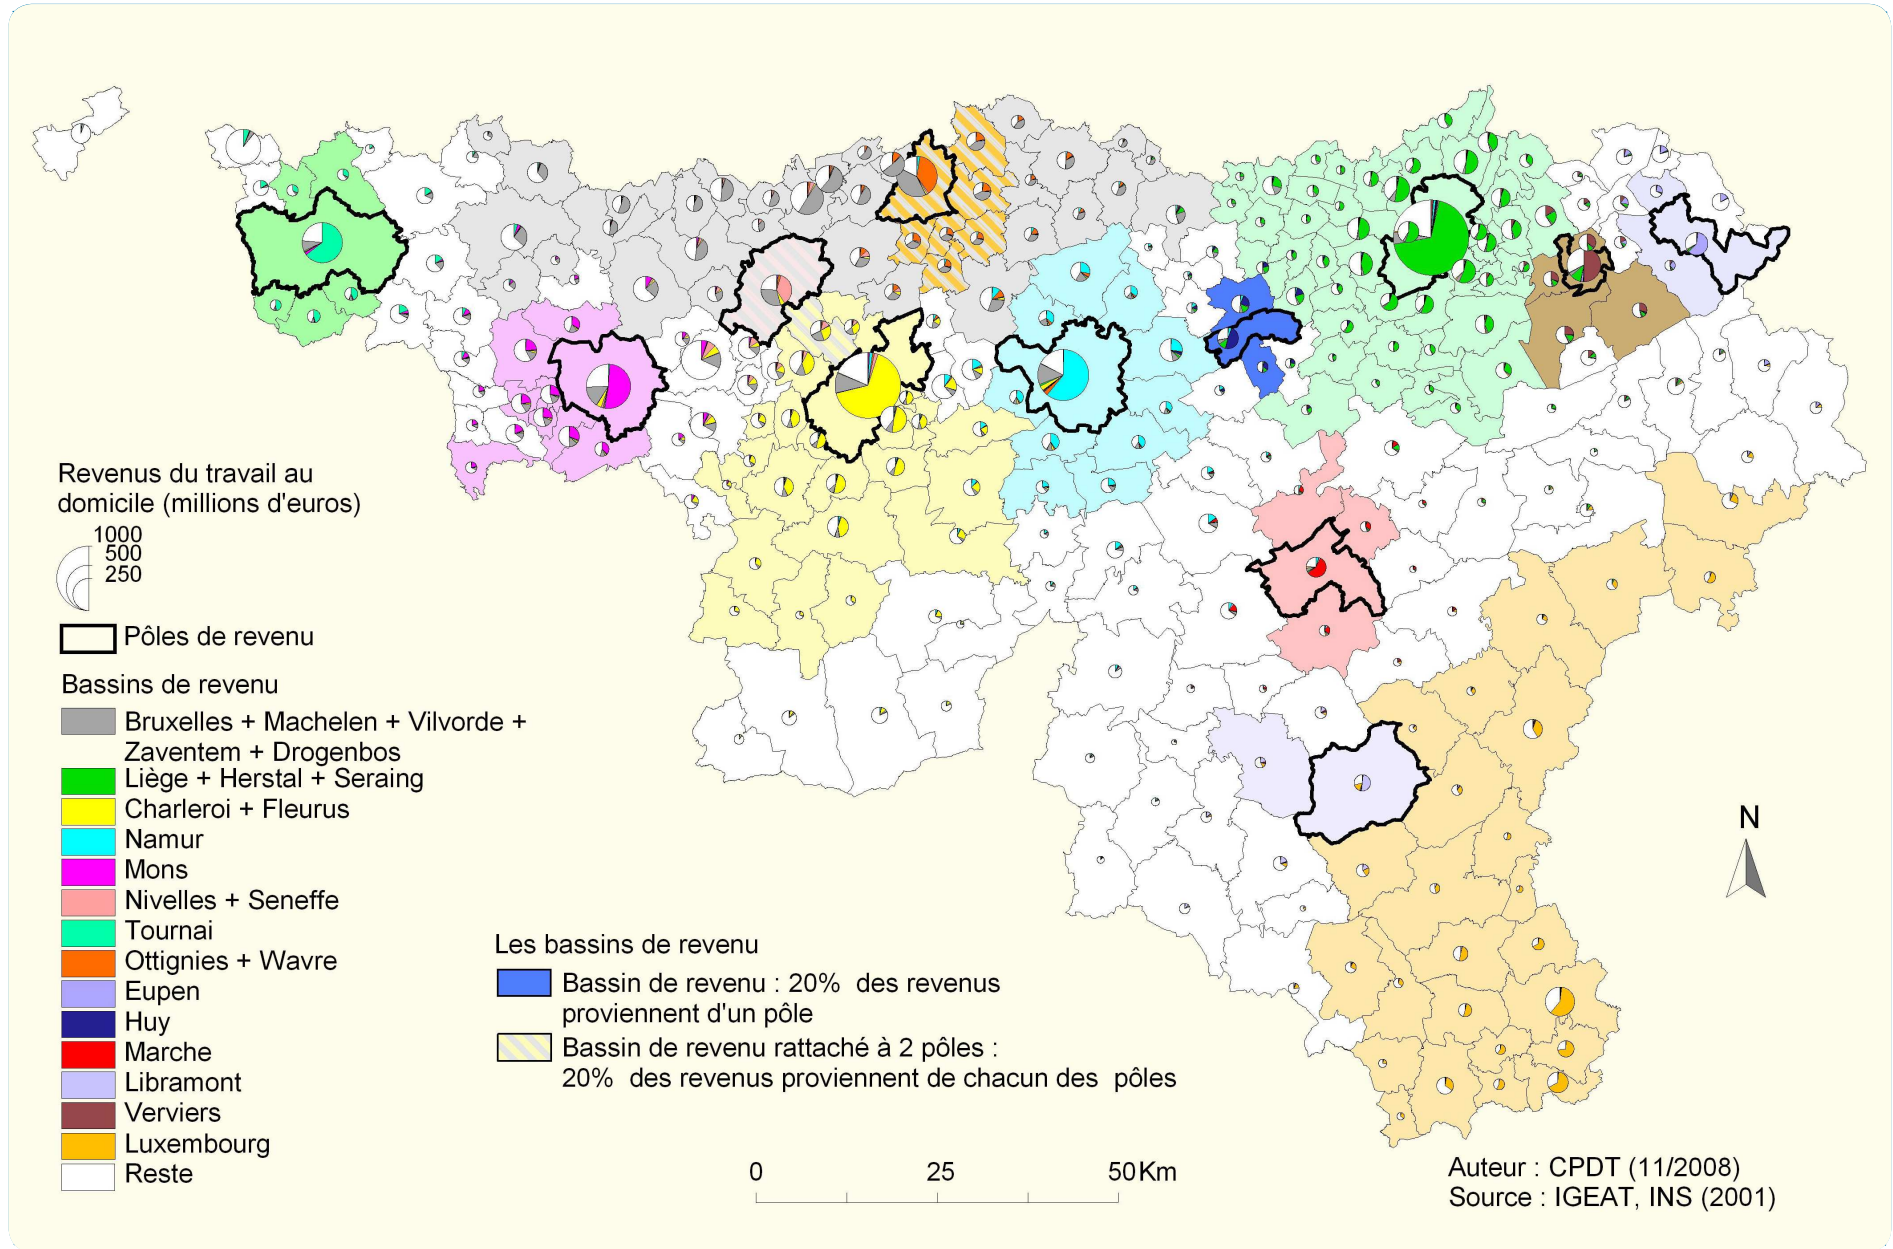 Revenus du travail au
domicile (millions d'euros)
1000
500
250
Pôles de revenu
Bassins de revenu
Bruxelles + Machelen + Vilvorde +
Zaventem + Drogenbos
Liège + Herstal + Seraing
Charleroi + Fleurus
Namur
Mons
Nivelles + Seneffe
Tournai
Ottignies + Wavre
Eupen
Huy
Marche
Libramont
Verviers
Luxembourg
Reste
Les bassins de revenu
Bassin de revenu : 20% des revenus
proviennent d'un pôle
Bassin de revenu rattaché à 2 pôles :
20% des revenus proviennent de chacun des pôles
0 25 50Km
N
Auteur : CPDT (11/2008)
Source : IGEAT, INS (2001)